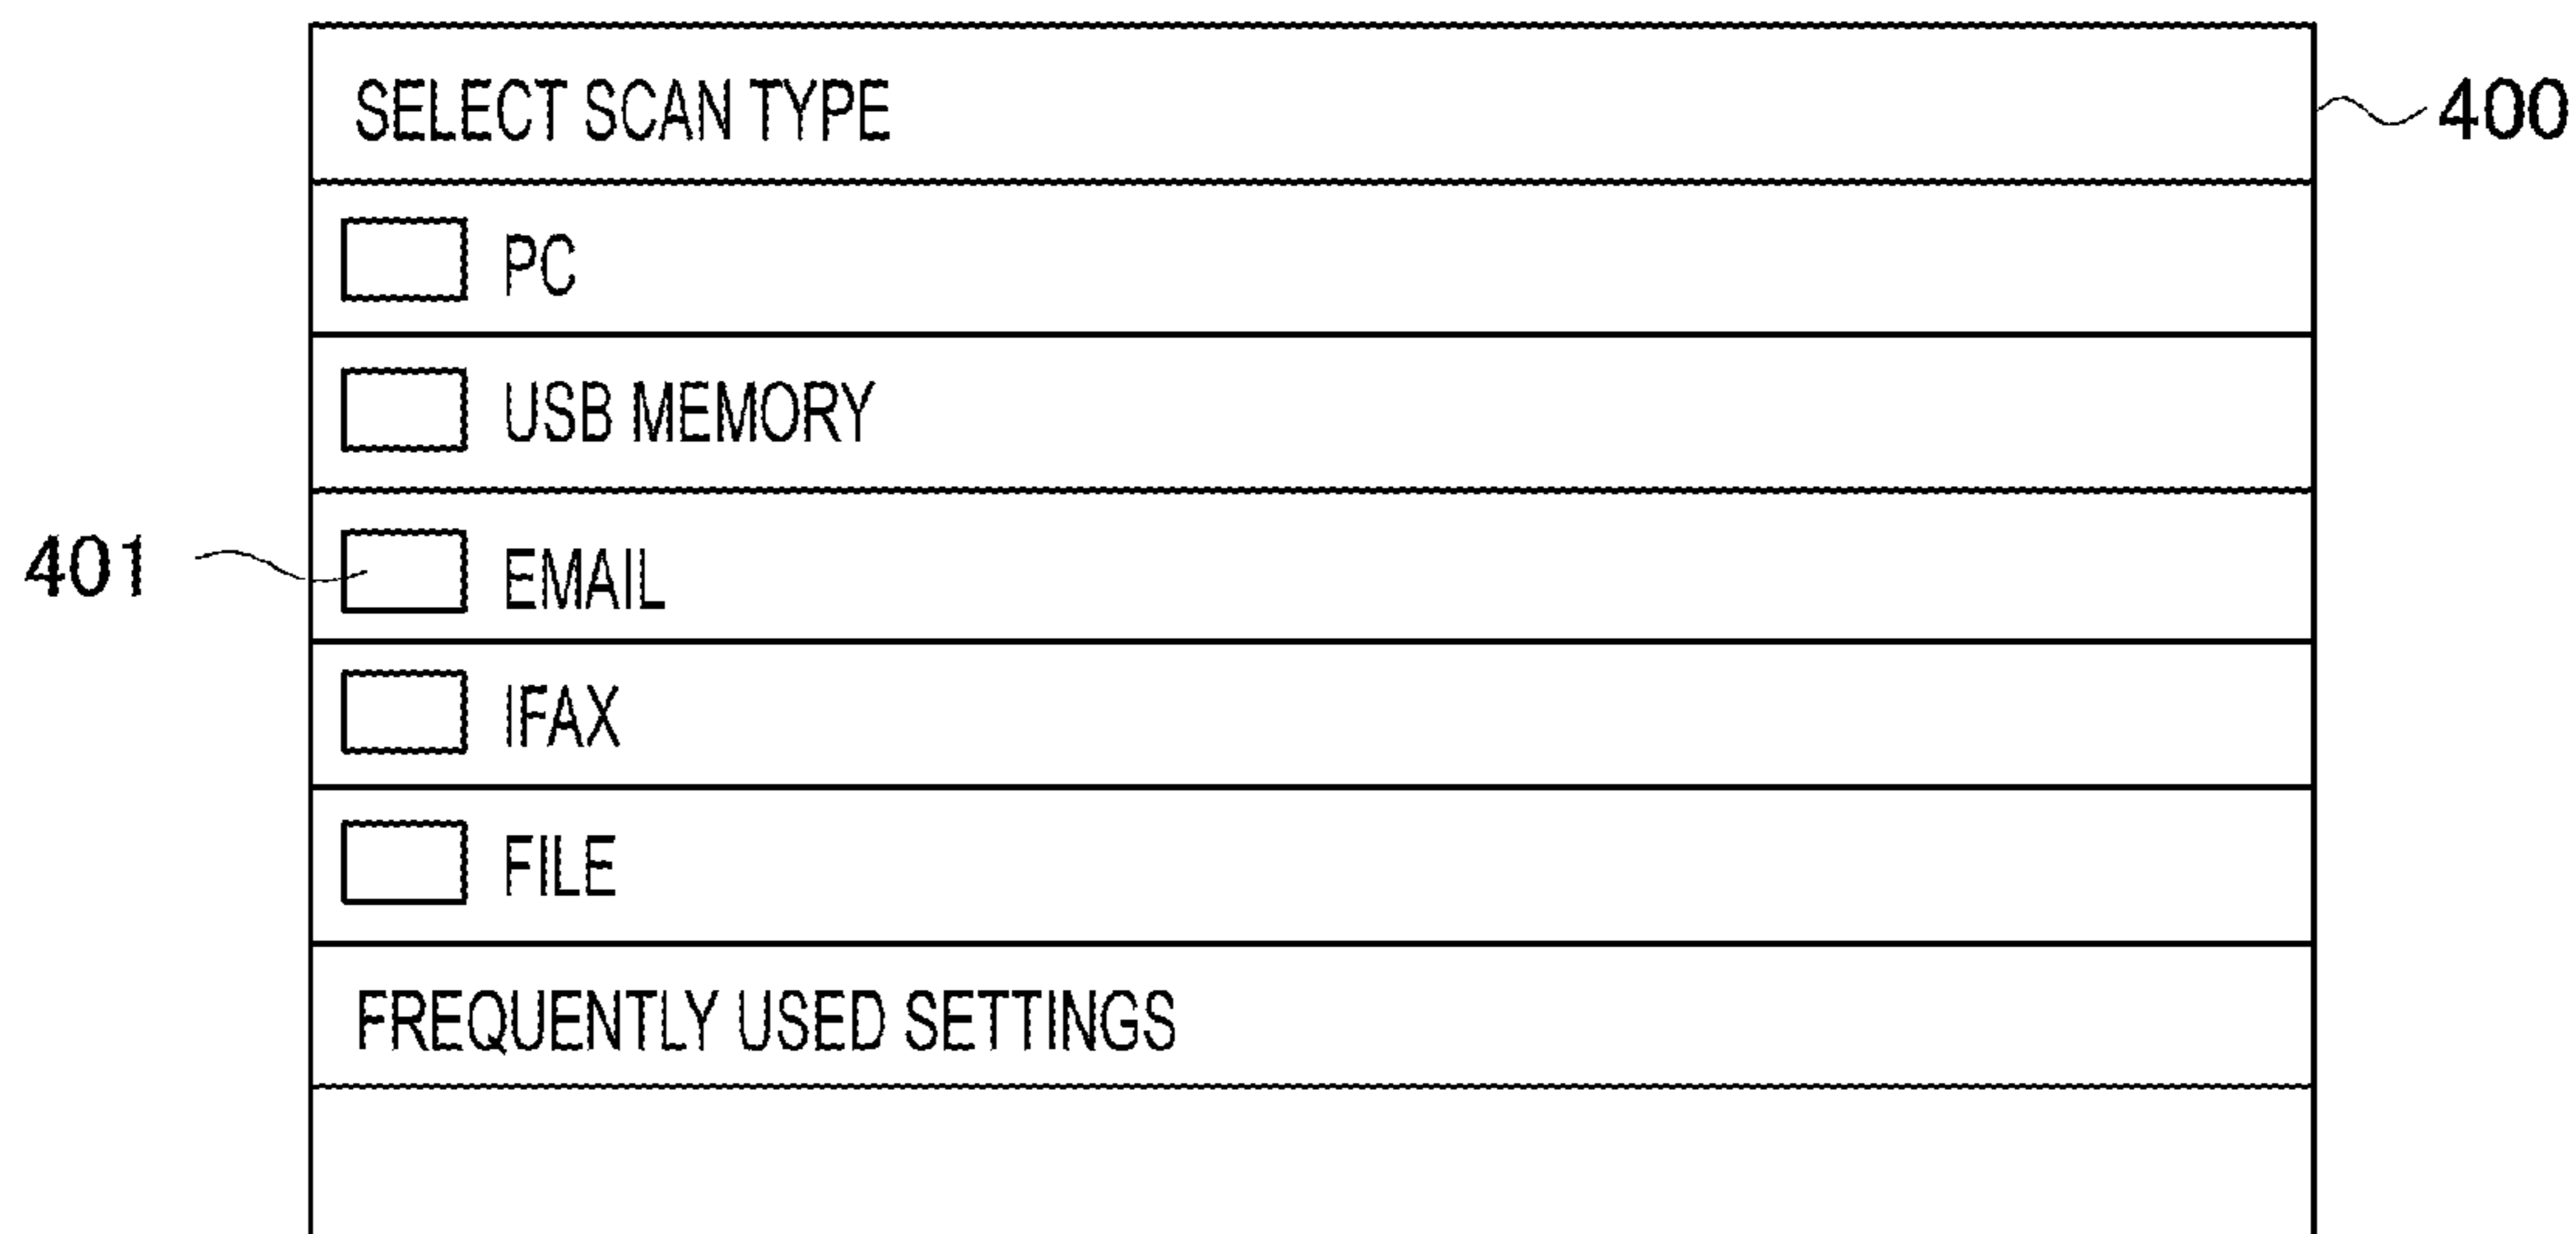 SELECT SCAN TYPE
400
PC
USB MEMORY
401
EMAIL
IFAX
FILE
FREQUENTLY USED SETTINGS